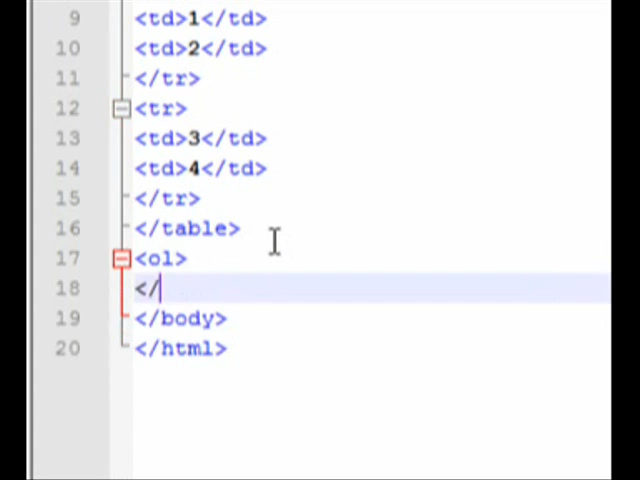 9 <td>1</td>
10 <td>2</td>
11 </tr>
12 <tr>
13 <td>3</td>
14 <td>4</td>
15 </tr>
16 </table>
17 <ol>
18 </
19 </body>
20 </html>